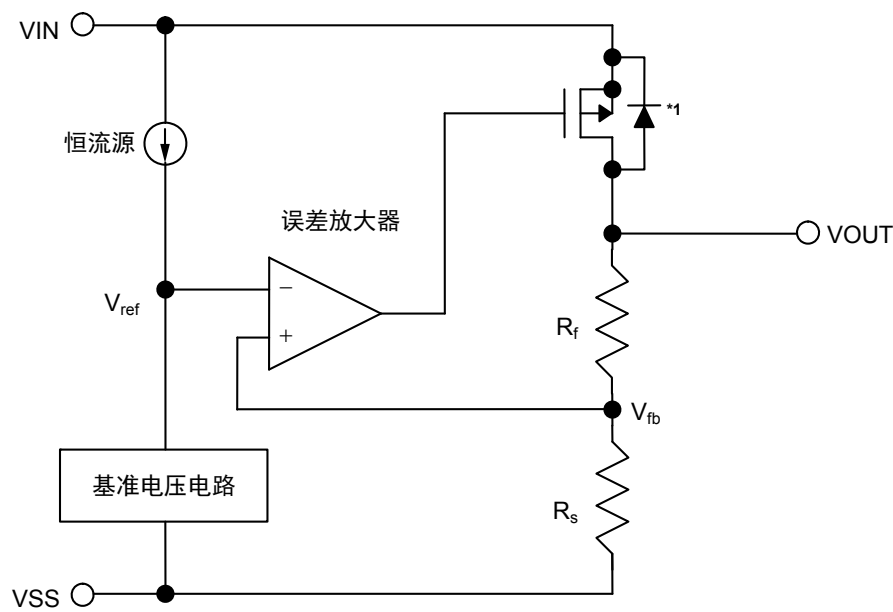 VIN
*1
恒流源
误差放大器
VOUT
Vref
−
+
Rf
Vfb
基准电压电路
Rs
VSS